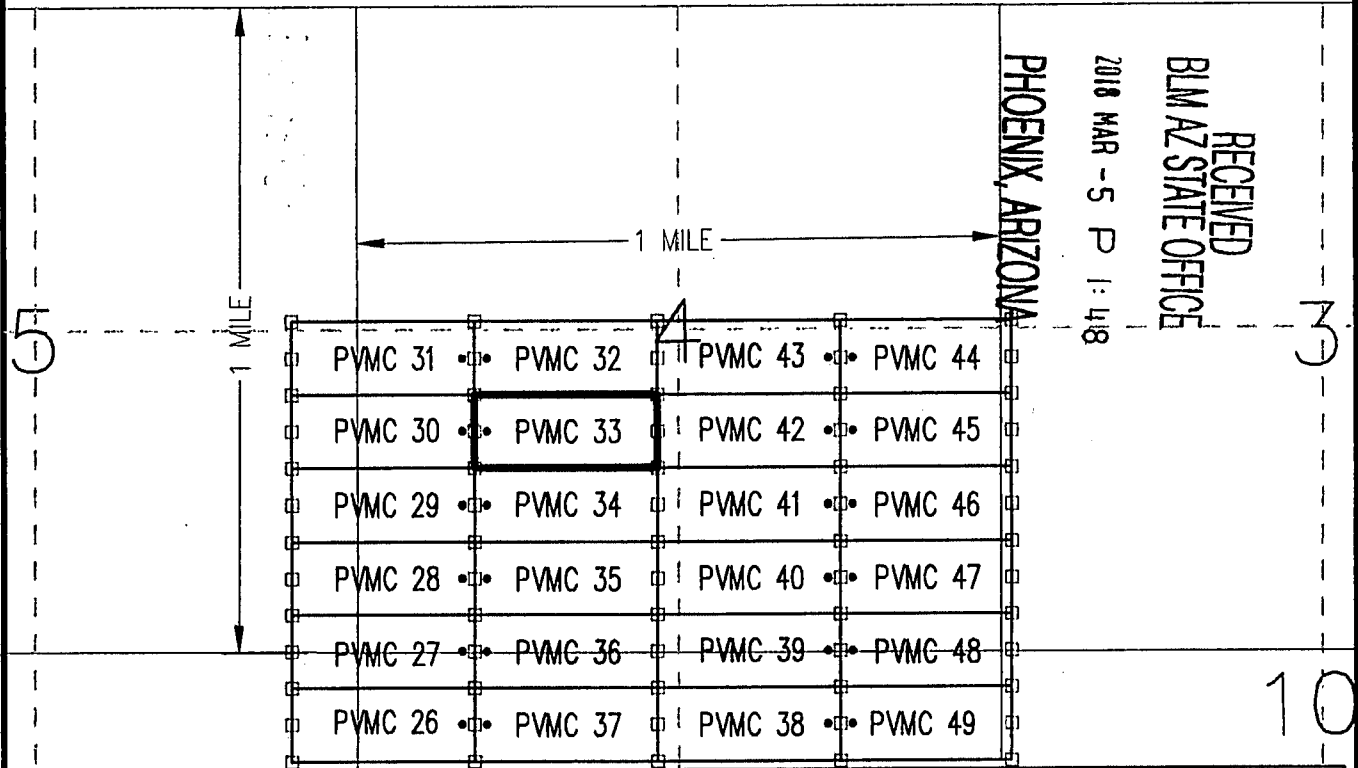 RECEIVED
BLM AZ STATE OFFICE
2018 MAR -5 P 1:48
PHOENIX, ARIZONA
1 MILE
1 MILE
5
4
3
PVMC 31
PVMC 32
PVMC 43
PVMC 44
PVMC 30
PVMC 33
PVMC 42
PVMC 45
PVMC 29
PVMC 34
PVMC 41
PVMC 46
PVMC 28
PVMC 35
PVMC 40
PVMC 47
PVMC 27
PVMC 36
PVMC 39
PVMC 48
PVMC 26
PVMC 37
PVMC 38
PVMC 49
10